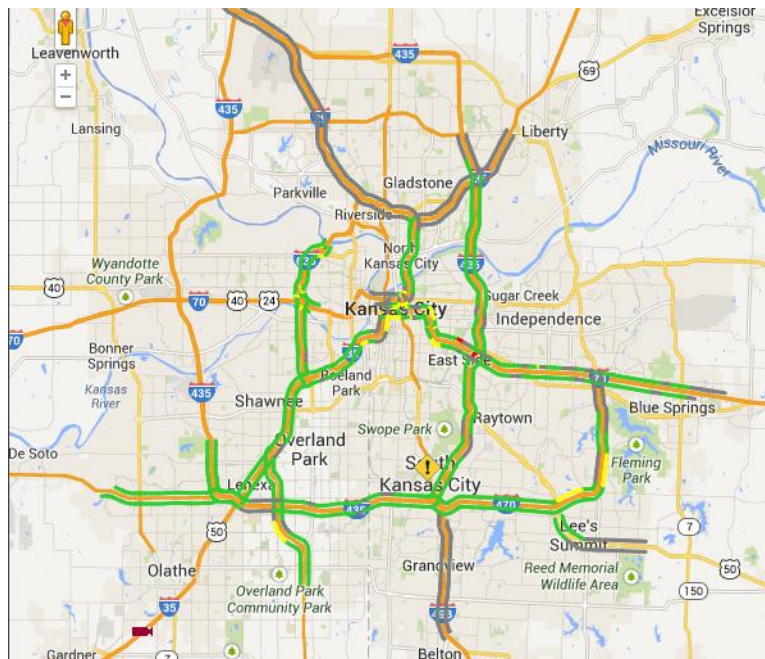 Excelsior
Springs
Leavenworth
435
69
435
Lansing
Liberty
Missouri River
Gladstone
Parkville
Riverside
North
Kansas City
435
Wyandotte
County Park
40
70
40
24
Sugar Creek
Kansas City
Independence
70
Bonner
Springs
East Side
Kansas
River
Roeland
Park
435
Shawnee
Blue Springs
Raytown
Swope Park
Overland
Park
De Soto
South
Kansas City
Fleming
Park
Lenexa
435
470
50
Lee's
Summit
7
Olathe
Grandview
Reed Memorial
Wildlife Area
50
Overland Park
Community Park
150
35
Gardner
7
Belton